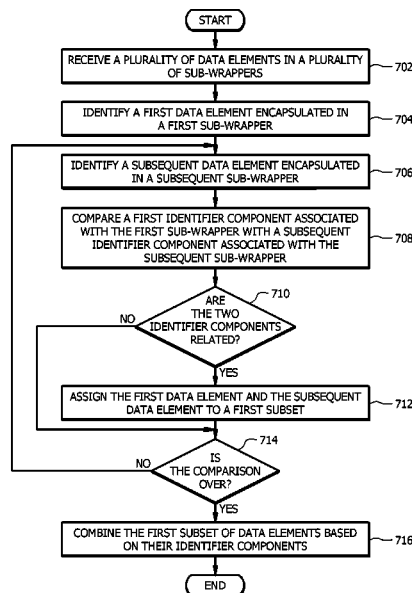 START
RECEIVE A PLURALITY OF DATA ELEMENTS IN A PLURALITY
OF SUB-WRAPPERS
702
IDENTIFY A FIRST DATA ELEMENT ENCAPSULATED IN
A FIRST SUB-WRAPPER
704
IDENTIFY A SUBSEQUENT DATA ELEMENT ENCAPSULATED
IN A SUBSEQUENT SUB-WRAPPER
706
COMPARE A FIRST IDENTIFIER COMPONENT ASSOCIATED
WITH THE FIRST SUB-WRAPPER WITH A SUBSEQUENT
IDENTIFIER COMPONENT ASSOCIATED WITH THE
SUBSEQUENT SUB-WRAPPER
708
710
ARE
THE TWO
IDENTIFIER COMPONENTS
RELATED?
NO
YES
ASSIGN THE FIRST DATA ELEMENT AND THE SUBSEQUENT
DATA ELEMENT TO A FIRST SUBSET
712
714
IS
THE COMPARISON
OVER?
NO
YES
COMBINE THE FIRST SUBSET OF DATA ELEMENTS BASED
ON THEIR IDENTIFIER COMPONENTS
716
END